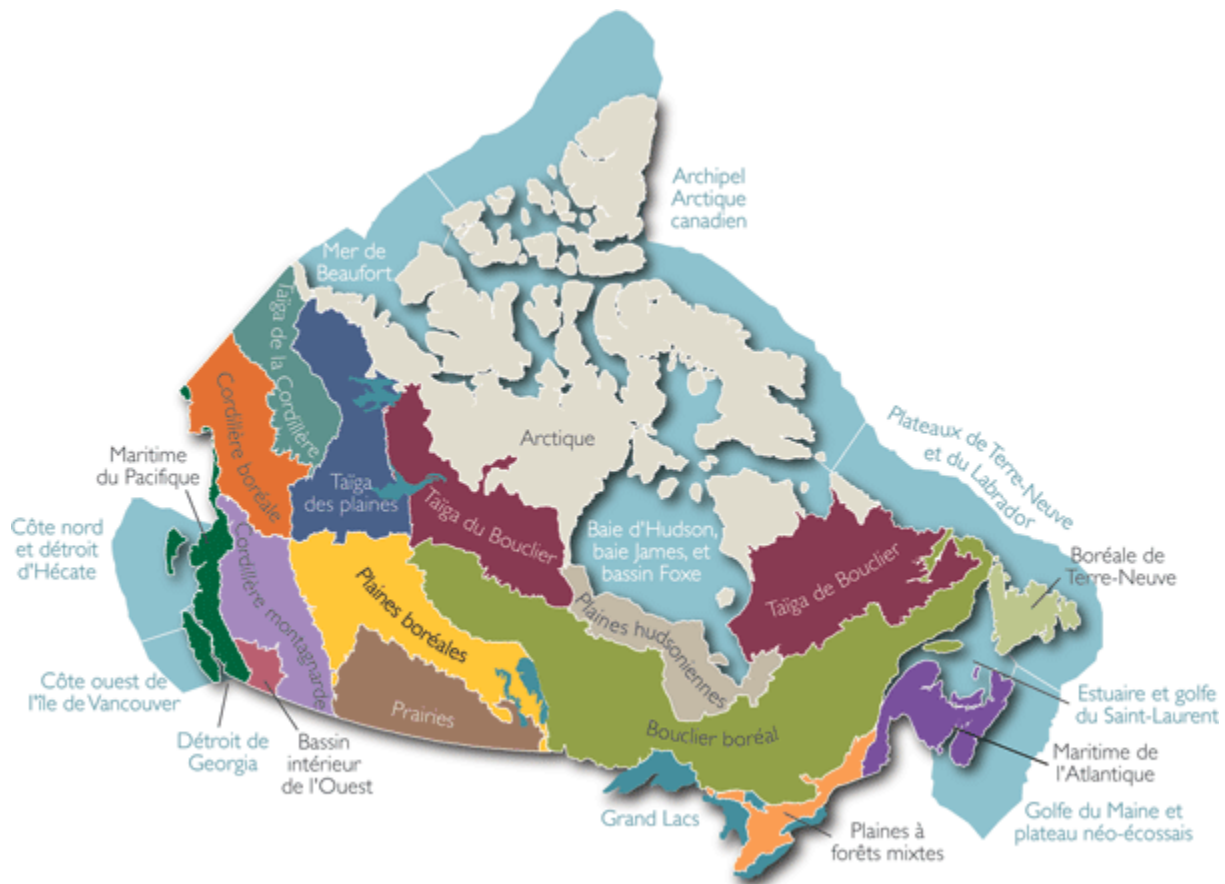 Archipel
Arctique
canadien
Mer de
Beaufort
Taïga de la Cordillère
Cordillère boréale
Maritime
du Pacifique
Taïga
des plaines
Arctique
Plateaux de Terre-Neuve
et du Labrador
Côte nord
et détroit
d'Hécate
Taïga du Bouclier
Baie d'Hudson,
baie James, et
bassin Foxe
Taïga de Bouclier
Boréale de
Terre-Neuve
Cordillère montagnarde
Plaines boréales
Plaines hudsoniennes
Côte ouest de
l'île de Vancouver
Prairies
Bouclier boréal
Estuaire et golfe
du Saint-Laurent
Détroit de
Georgia
Bassin
intérieur
de l'Ouest
Maritime de
l'Atlantique
Grand Lacs
Plaines à
forêts mixtes
Golfe du Maine et
plateau néo-écossais